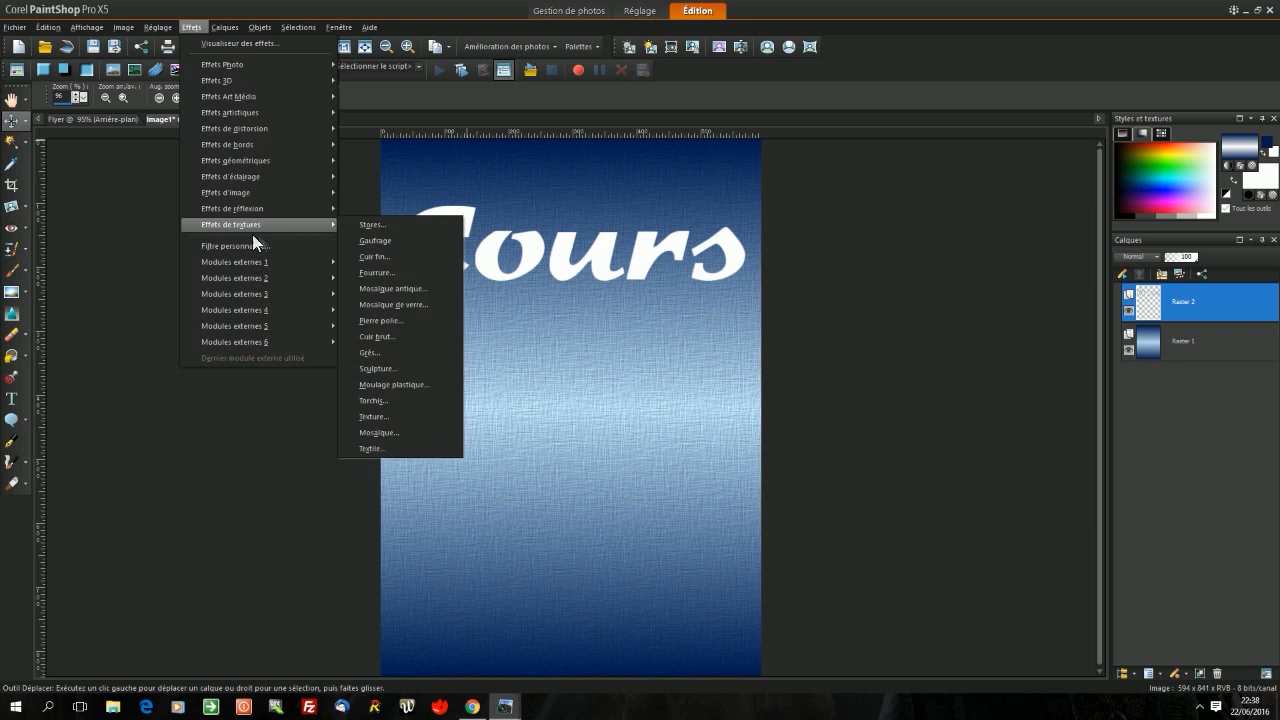 Corel PaintShop Pro X5
Gestion de photos
Réglage
Édition
Fichier Édition Affichage Image Réglage Effets Calques Objets Sélections Fenêtre Aide
Amélioration des photos
Palettes
Sélectionner le script>
Zoom ( % )
Zoom arr./av.:
Aug. zoom
96
Flyer @ 95% (Arrière-plan)
Image1*
Visualiseur des effets...
Effets Photo
Effets 3D
Effets Art Média
Effets artistiques
Effets de distorsion
Effets de bords
Effets géométriques
Effets d'éclairage
Effets d'image
Effets de réflexion
Effets de textures
Modules externes 1
Modules externes 2
Modules externes 3
Modules externes 4
Modules externes 5
Modules externes 6
Dernier module externe utilisé
Stores...
Gaufrage
Cuir fin...
Fourrure...
Mosaïque antique...
Mosaïque de verre...
Pierre polie...
Cuir brut...
Grès...
Sculpture...
Moulage plastique...
Torchis...
Texture...
Mosaïque...
Textile...
0 100 200 300 400 500
Cours
Styles et textures
Tous les outils
Calques
Normal
100
Raster 2
Raster 1
Outil Déplacer: Exécutez un clic gauche pour déplacer un calque ou droit pour une sélection, puis faites glisser.
Image : 594 x 841 x RVB - 8 bits/canal
22:38
22/06/2016